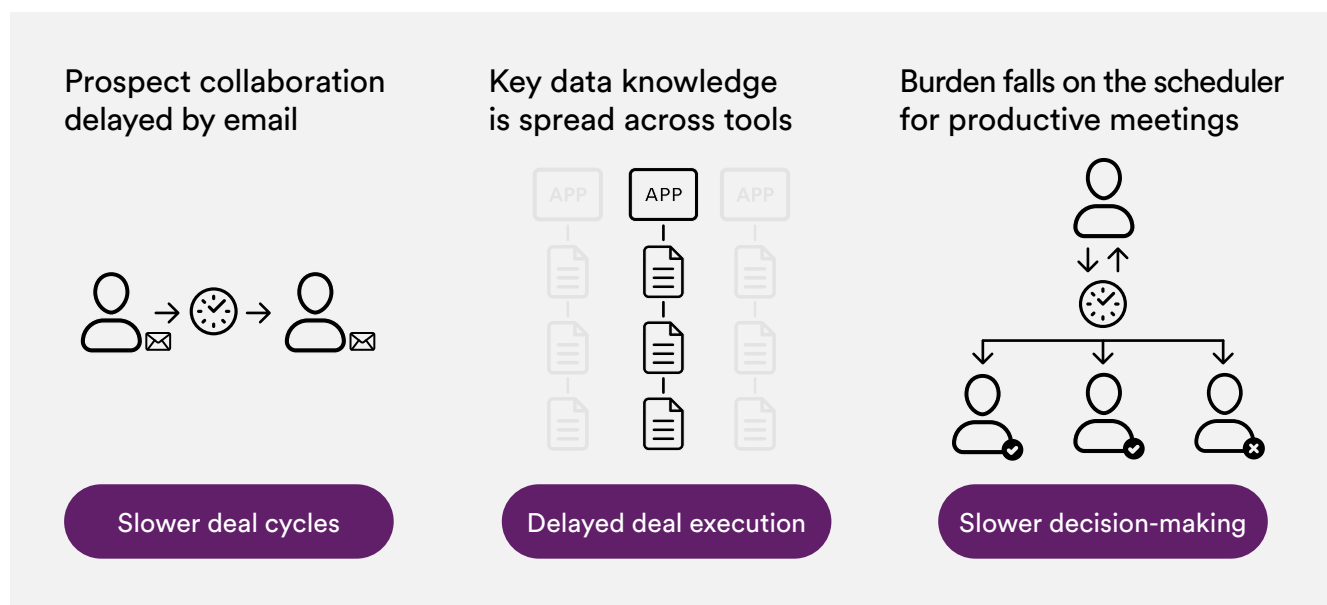 Prospect collaboration
delayed by email
Key data knowledge
is spread across tools
Burden falls on the scheduler
for productive meetings
APP
APP
APP
Slower deal cycles
Delayed deal execution
Slower decision-making